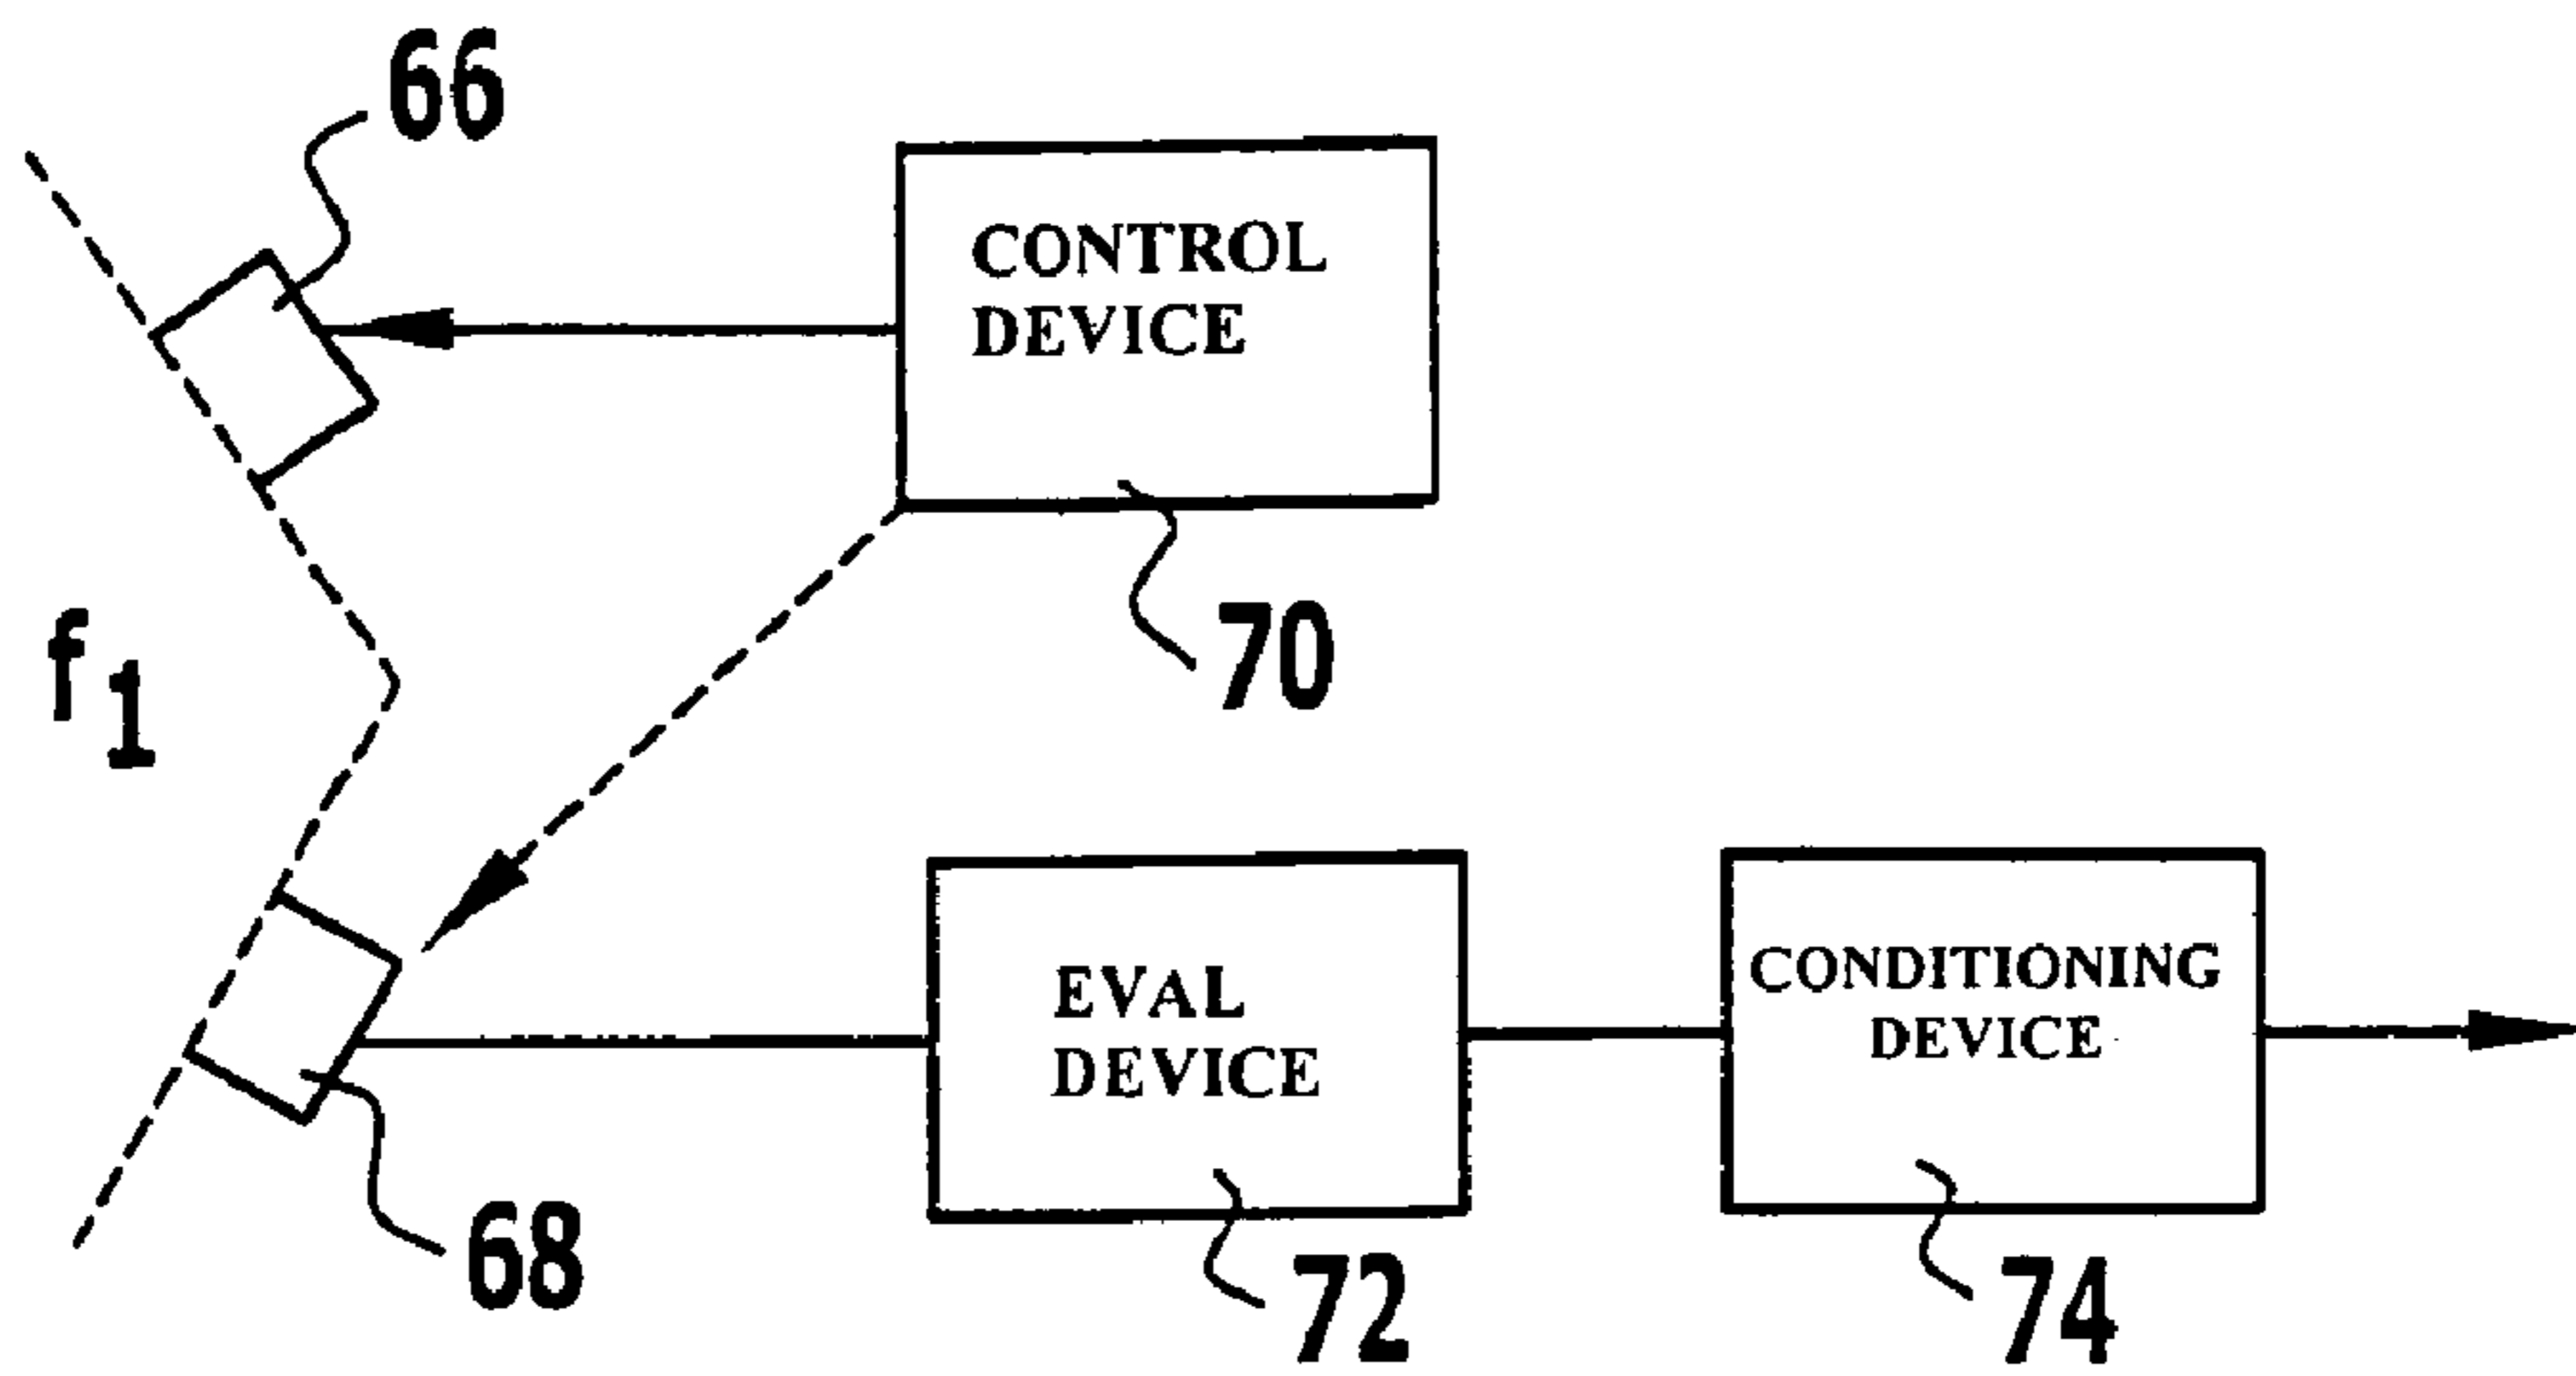 66
CONTROL
DEVICE
f1
70
EVAL
DEVICE
CONDITIONING
DEVICE
68
72
74